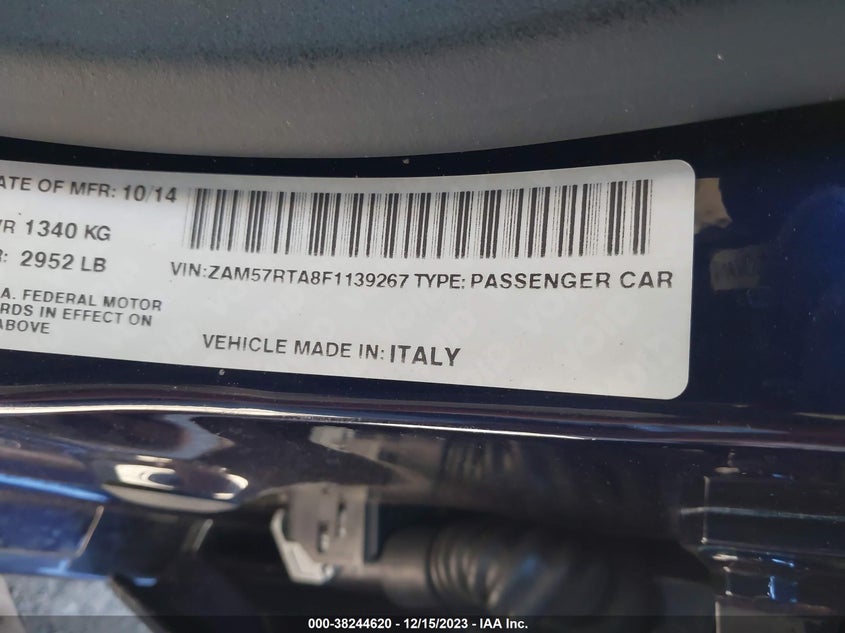 ATE OF MFR: 10/14
VR 1340 KG
R: 2952 LB
VIN:ZAM57RTA8F1139267 TYPE: PASSENGER CAR
A. FEDERAL MOTOR
RDS IN EFFECT ON
ABOVE
VEHICLE MADE IN: ITALY
000-38244620 - 12/15/2023 - IAA Inc.